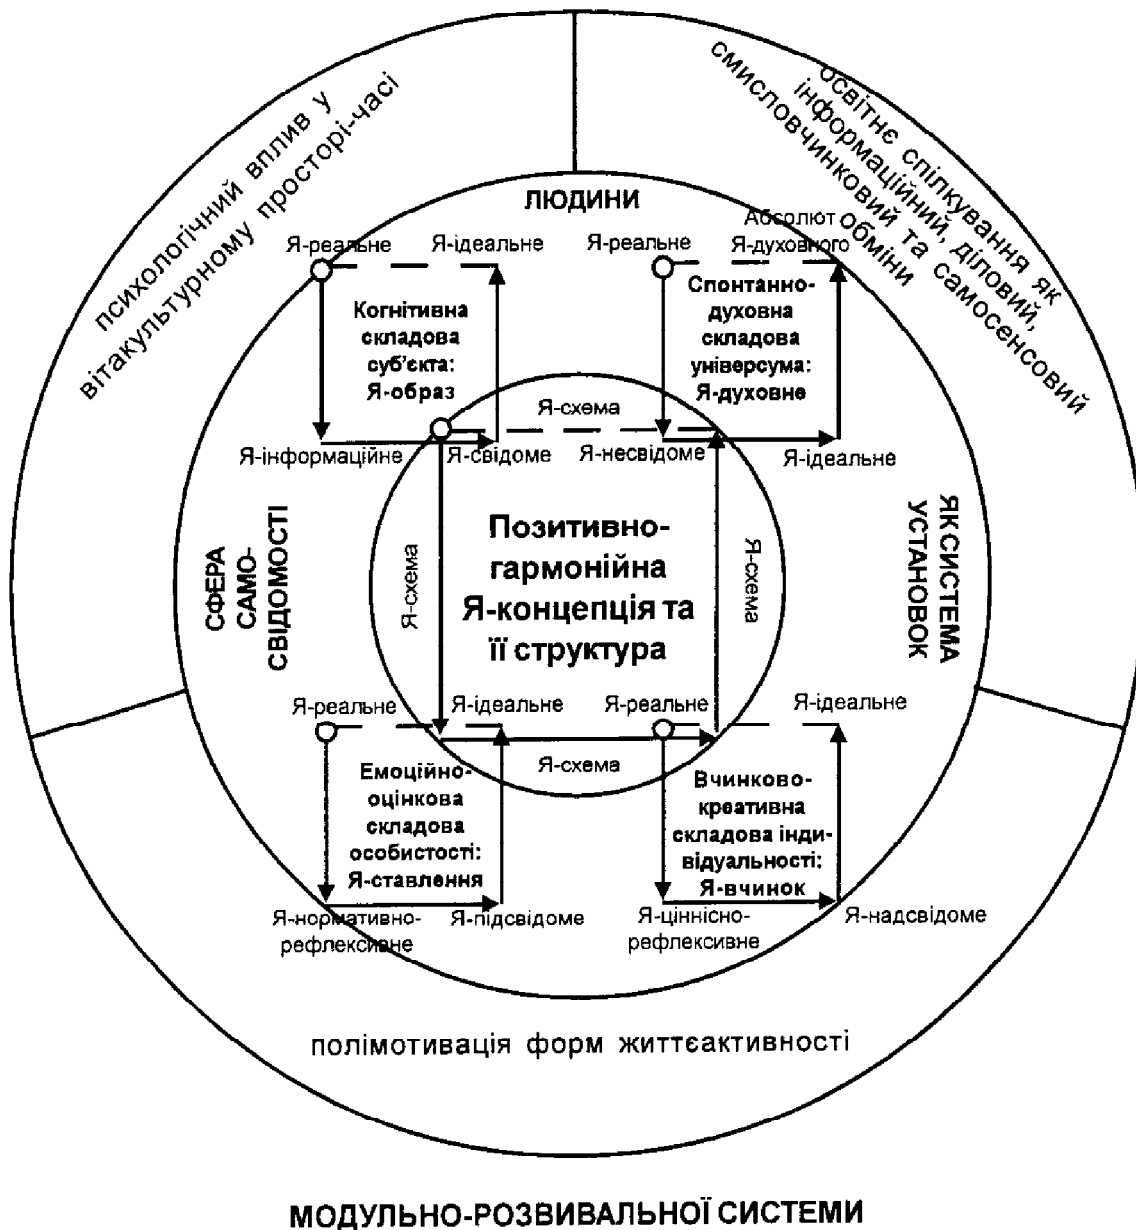 психологічний вплив у
вітакультурному просторі-часі
освітнє спілкування як
інформаційний, діловий,
смисловчинковий та самосенсовий
обміни
ЛЮДИНИ
Я-реальне
Я-ідеальне
Когнітивна
складова
суб'єкта:
Я-образ
Я-інформаційне
Я-свідоме
Я-реальне
Абсолют
Я-духовного
Спонтанно-
духовна
складова
універсума:
Я-духовне
Я-несвідоме
Я-ідеальне
СФЕРА
САМО-
СВІДОМОСТІ
Я-схема
Я-схема
Позитивно-
гармонійна
Я-концепція та
її структура
Я-схема
Я-схема
ЯК СИСТЕМА
УСТАНОВОК
Я-реальне
Я-ідеальне
Емоційно-
оцінкова
складова
особистості:
Я-ставлення
Я-нормативно-
рефлексивне
Я-підсвідоме
Я-реальне
Я-ідеальне
Вчинково-
креативна
складова інди-
відуальності:
Я-вчинок
Я-ціннісно-
рефлексивне
Я-надсвідоме
полімотивація форм життєактивності
МОДУЛЬНО-РОЗВИВАЛЬНОЇ СИСТЕМИ